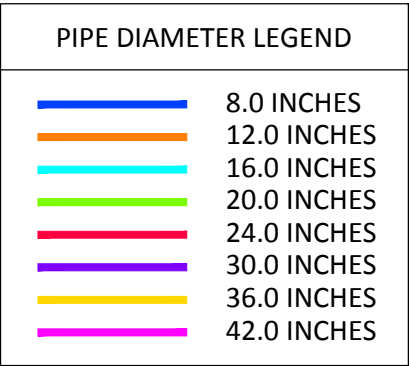 PIPE DIAMETER LEGEND
8.0 INCHES
12.0 INCHES
16.0 INCHES
20.0 INCHES
24.0 INCHES
30.0 INCHES
36.0 INCHES
42.0 INCHES